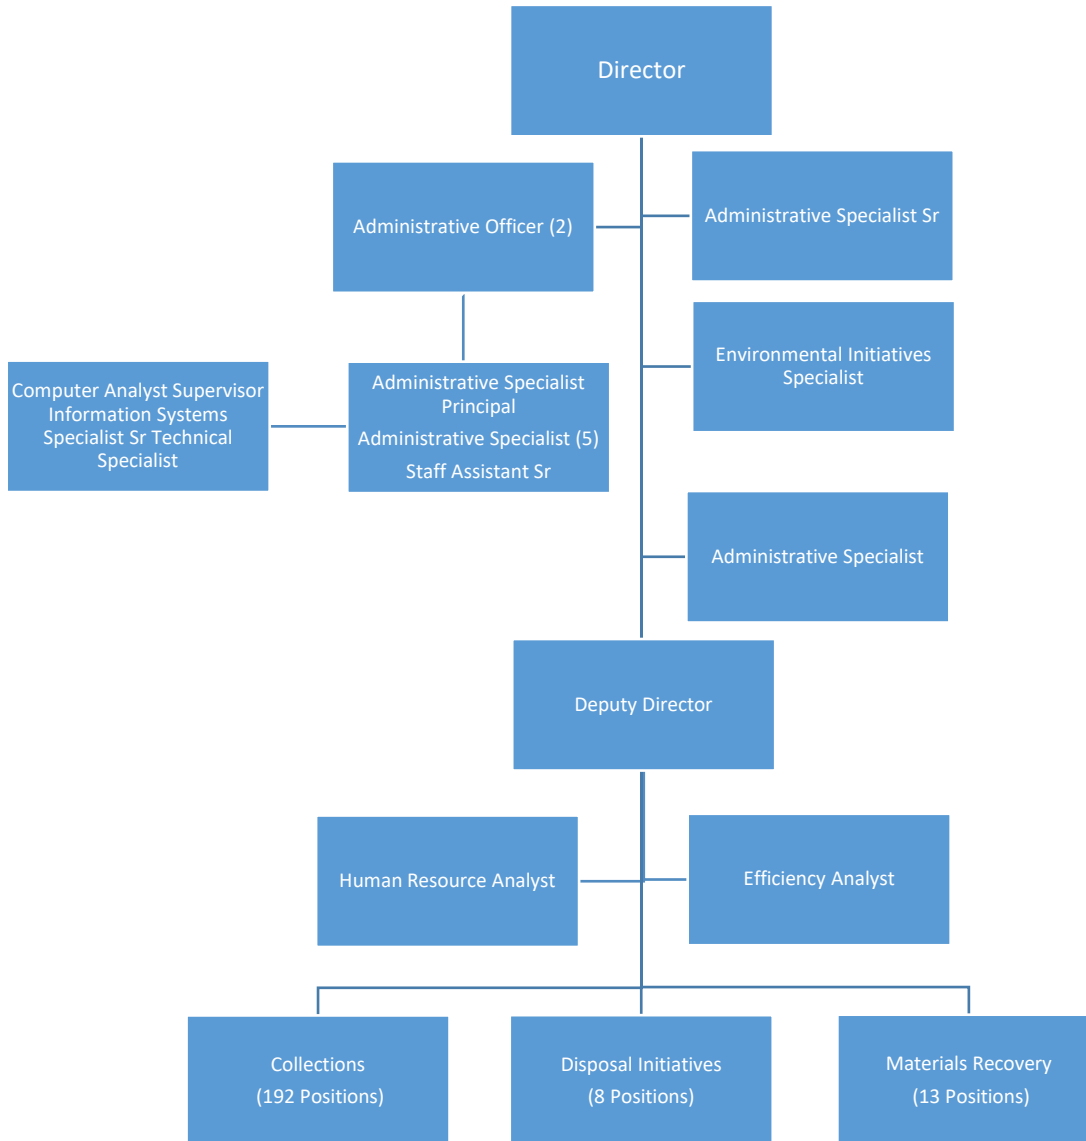 Director
Administrative Officer (2)
Administrative Specialist Sr
Environmental Initiatives
Specialist
Computer Analyst Supervisor
Information Systems
Specialist Sr Technical
Specialist
Administrative Specialist
Principal
Administrative Specialist (5)
Staff Assistant Sr
Administrative Specialist
Deputy Director
Human Resource Analyst
Efficiency Analyst
Collections
(192 Positions)
Disposal Initiatives
(8 Positions)
Materials Recovery
(13 Positions)